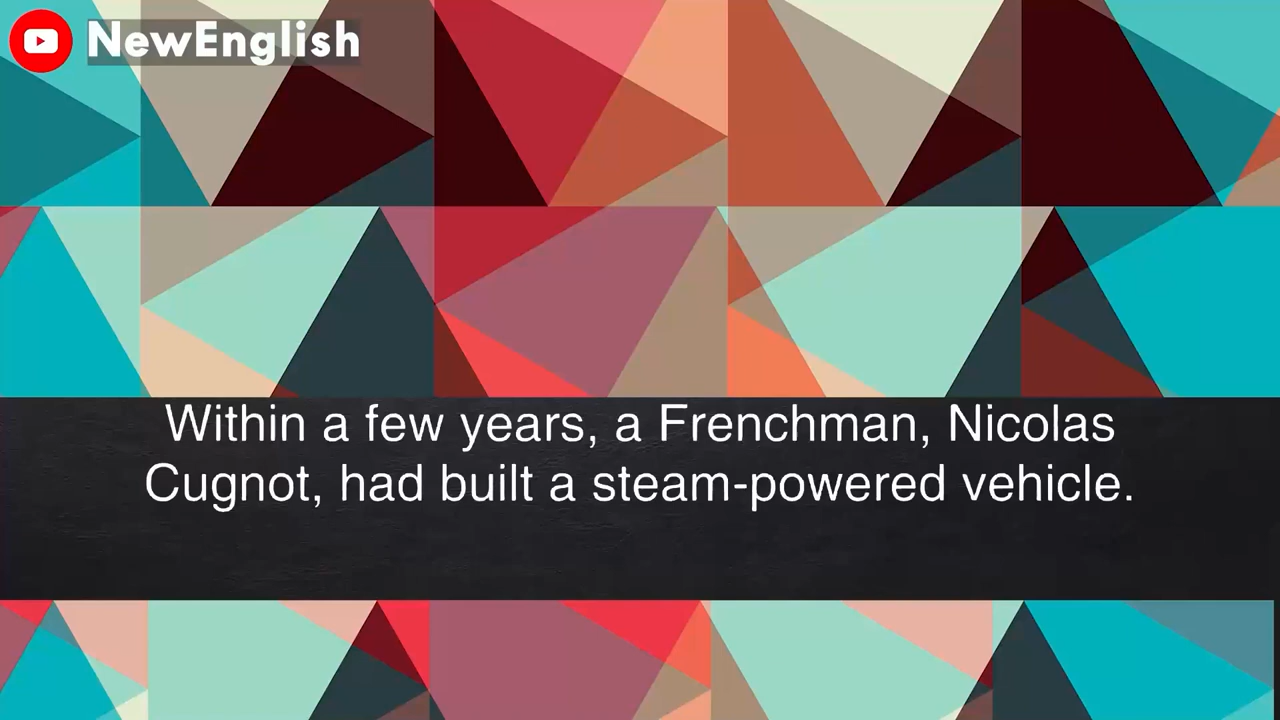 NewEnglish
Within a few years, a Frenchman, Nicolas
Cugnot, had built a steam-powered vehicle.